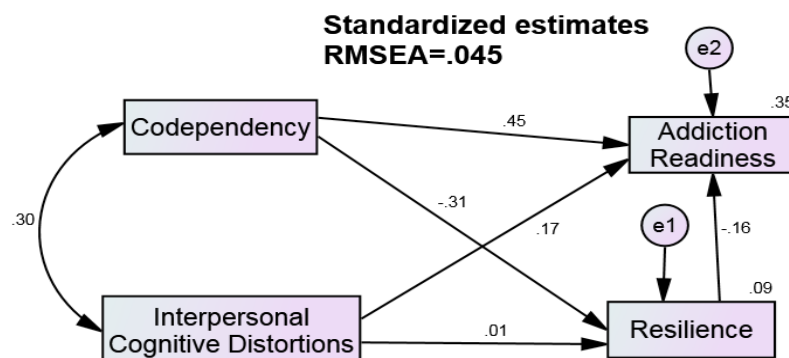 Standardized estimates
RMSEA=.045
e2
.35
Codependency
.45
Addiction
Readiness
-.31
.30
.17
e1
-.16
.09
Interpersonal
Cognitive Distortions
.01
Resilience